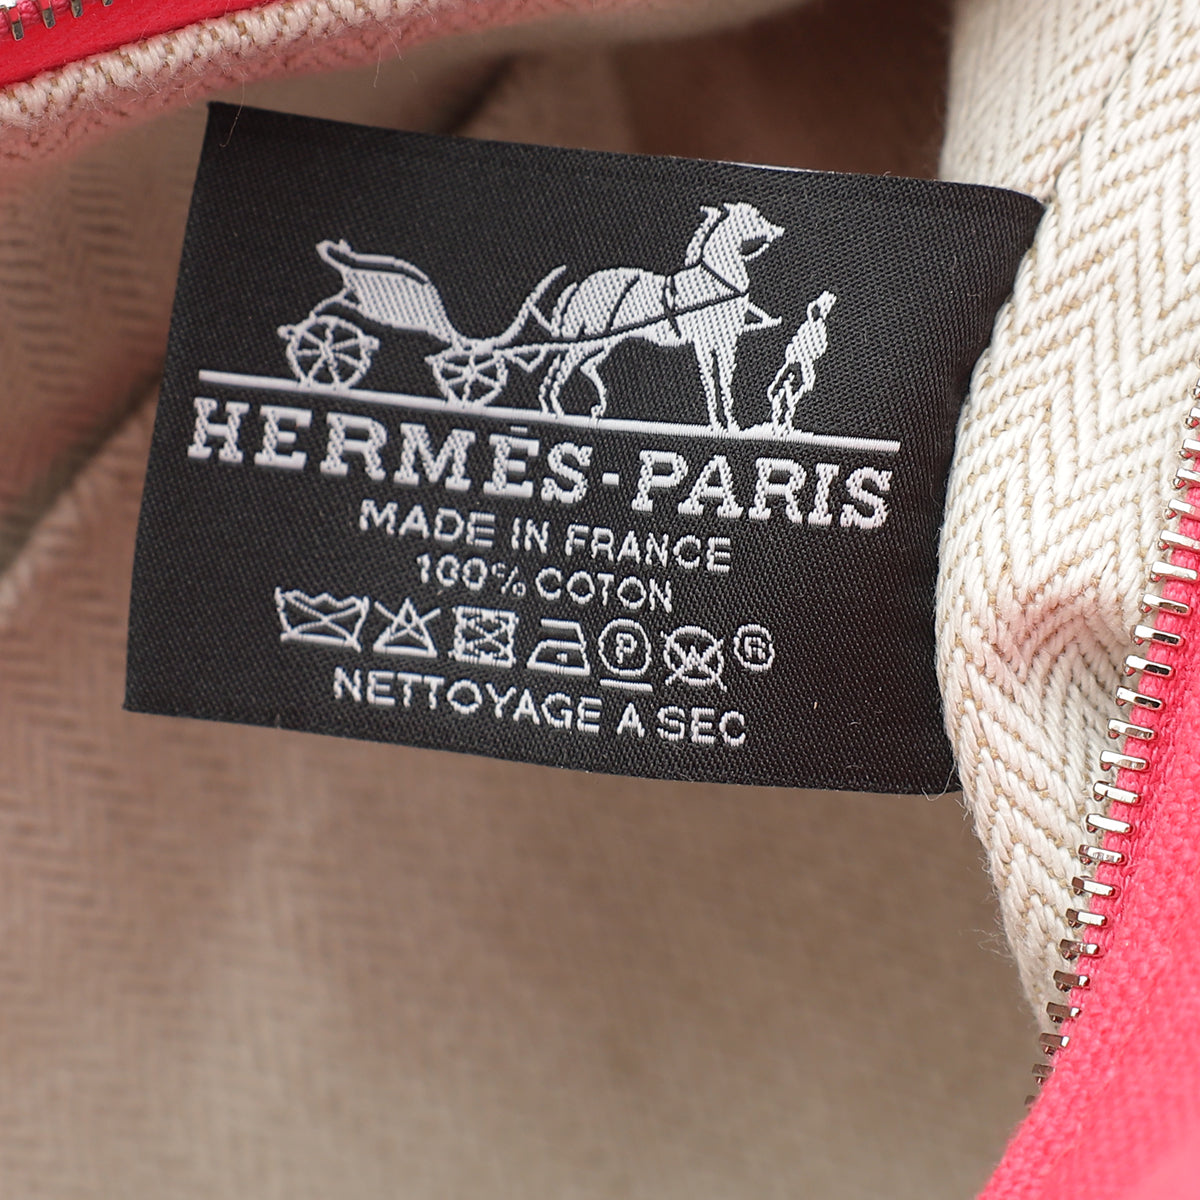 HERMÈS-PARIS
MADE IN FRANCE
100% COTON
P W
NETTOYAGE A SEC